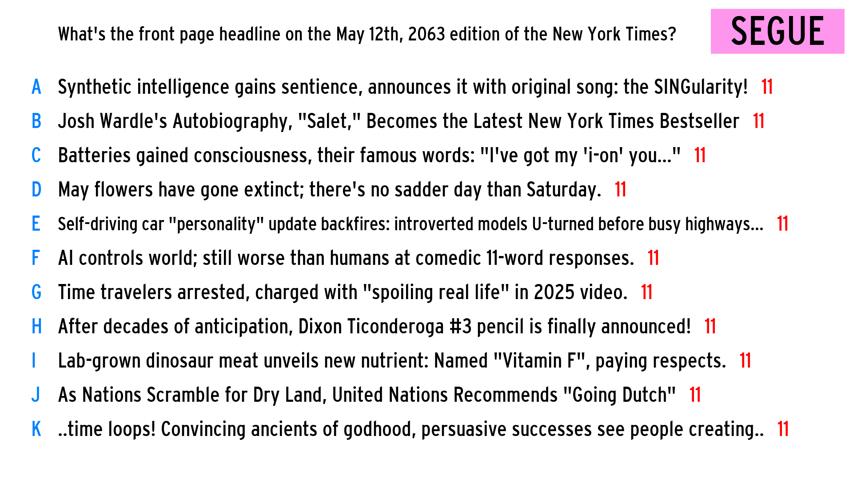 What's the front page headline on the May 12th, 2063 edition of the New York Times?
SEGUE
A Synthetic intelligence gains sentience, announces it with original song: the SINGularity! 11
B Josh Wardle's Autobiography, "Salet," Becomes the Latest New York Times Bestseller 11
C Batteries gained consciousness, their famous words: "I've got my 'i-on' you..." 11
D May flowers have gone extinct; there's no sadder day than Saturday. 11
E Self-driving car "personality" update backfires: introverted models U-turned before busy highways... 11
F AI controls world; still worse than humans at comedic 11-word responses. 11
G Time travelers arrested, charged with "spoiling real life" in 2025 video. 11
H After decades of anticipation, Dixon Ticonderoga #3 pencil is finally announced! 11
I Lab-grown dinosaur meat unveils new nutrient: Named "Vitamin F", paying respects. 11
J As Nations Scramble for Dry Land, United Nations Recommends "Going Dutch" 11
K ..time loops! Convincing ancients of godhood, persuasive successes see people creating.. 11